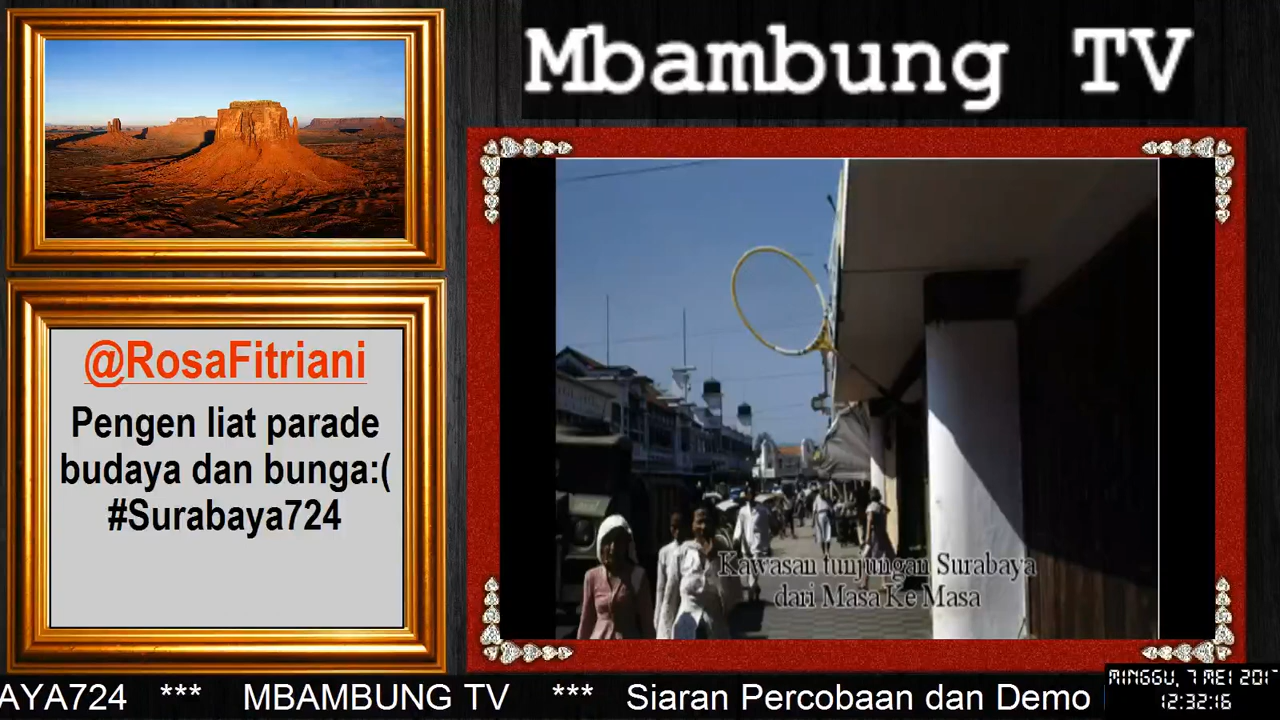 Mbambung TV
@RosaFitriani
Pengen liat parade
budaya dan bunga:(
#Surabaya724
Kawasan tunjungan Surabaya
dari Masa Ke Masa
AYA724 *** MBAMBUNG TV *** Siaran Percobaan dan Demo
MINGGU, 7 MEI 201
12:32:16